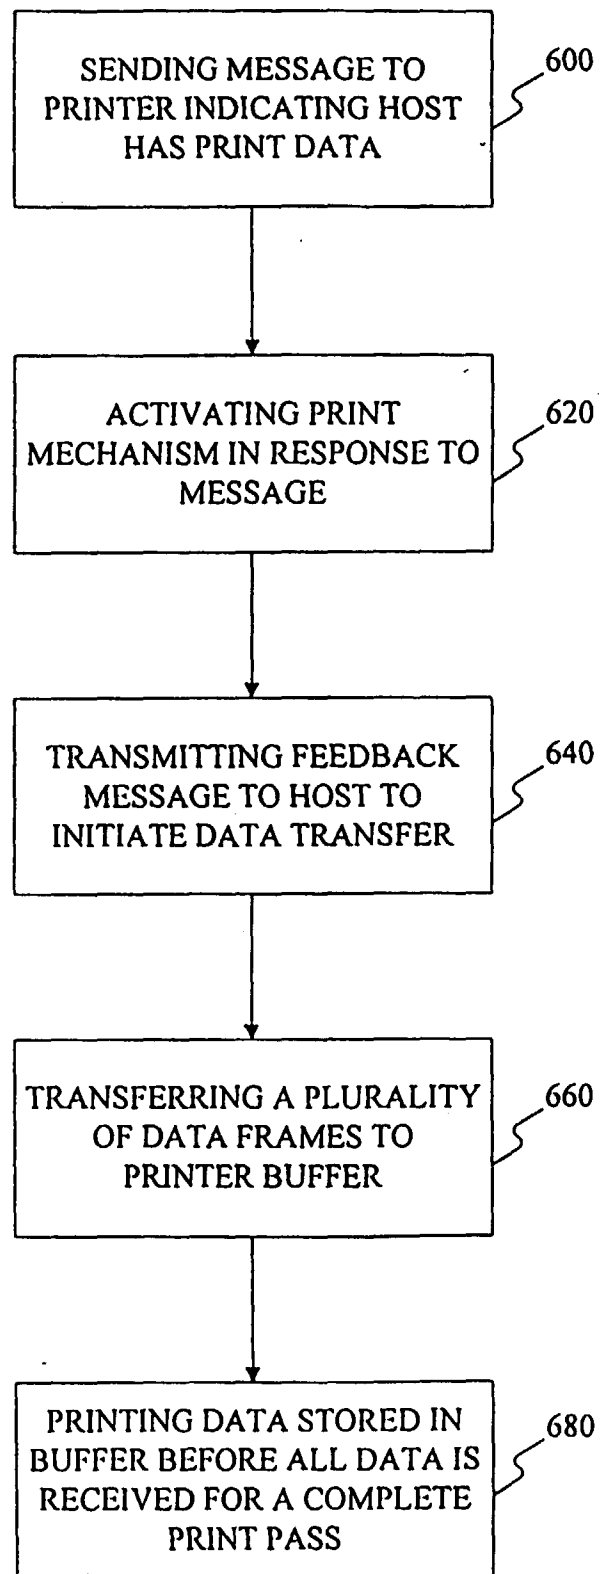 SENDING MESSAGE TO
PRINTER INDICATING HOST
HAS PRINT DATA
600
ACTIVATING PRINT
MECHANISM IN RESPONSE TO
MESSAGE
620
TRANSMITTING FEEDBACK
MESSAGE TO HOST TO
INITIATE DATA TRANSFER
640
TRANSFERRING A PLURALITY
OF DATA FRAMES TO
PRINTER BUFFER
660
PRINTING DATA STORED IN
BUFFER BEFORE ALL DATA IS
RECEIVED FOR A COMPLETE
PRINT PASS
680